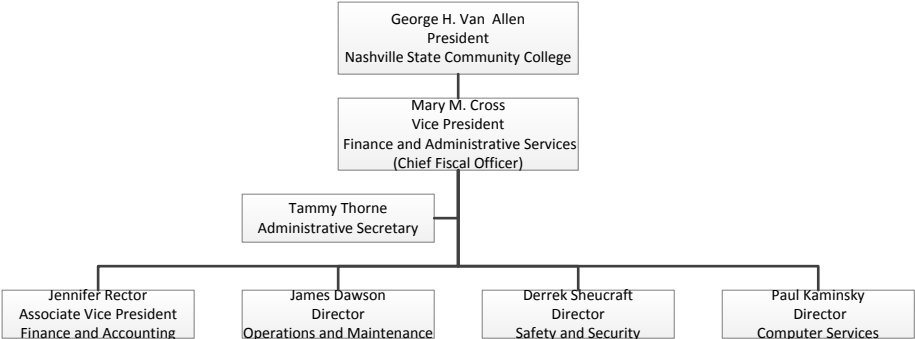 George H. Van Allen
President
Nashville State Community College
Mary M. Cross
Vice President
Finance and Administrative Services
(Chief Fiscal Officer)
Tammy Thorne
Administrative Secretary
Jennifer Rector
Associate Vice President
Finance and Accounting
James Dawson
Director
Operations and Maintenance
Derrek Sheucraft
Director
Safety and Security
Paul Kaminsky
Director
Computer Services